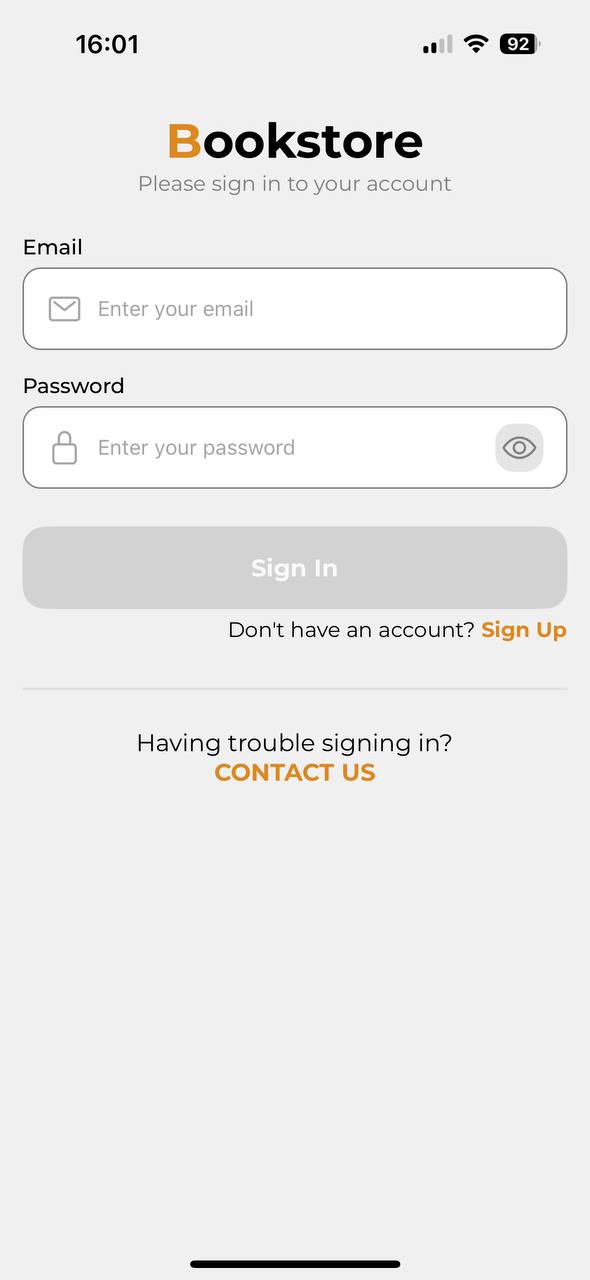 16:01 92
Bookstore
Please sign in to your account
Email
Enter your email
Password
Enter your password
Sign In
Don't have an account? Sign Up
Having trouble signing in?
CONTACT US